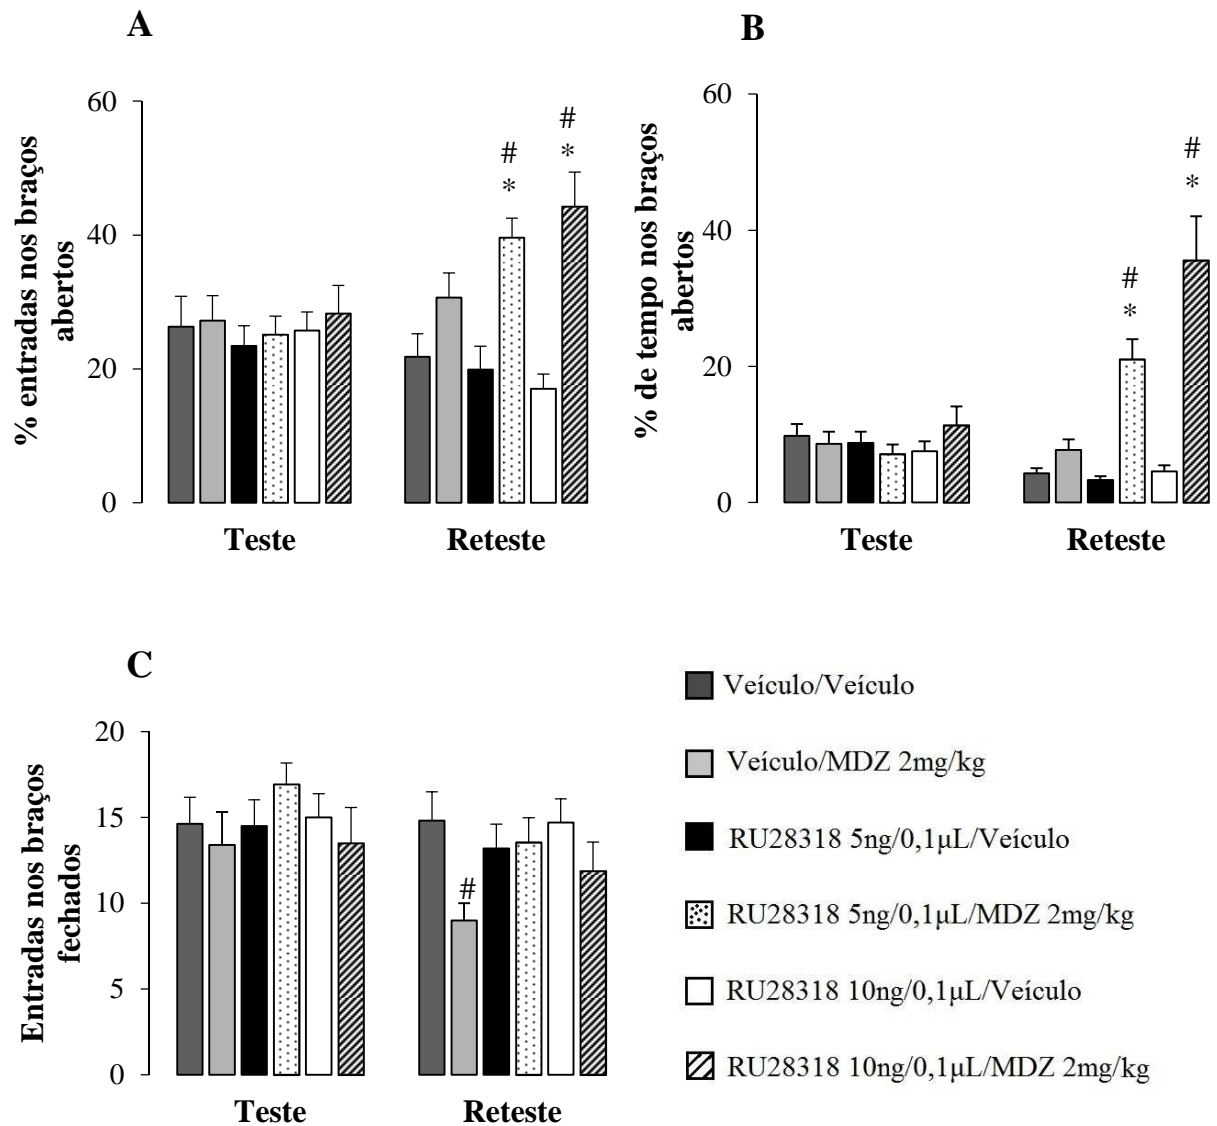 A
% entradas nos braços
abertos
60
40
20
0
#
*
#
*
Teste
Reteste
B
% de tempo nos braços
abertos
60
40
20
0
#
*
#
*
Teste
Reteste
C
Entradas nos braços
fechados
20
15
10
5
0
#
Teste
Reteste
Veículo/Veículo
Veículo/MDZ 2mg/kg
RU28318 5ng/0,1μL/Veículo
RU28318 5ng/0,1μL/MDZ 2mg/kg
RU28318 10ng/0,1μL/Veículo
RU28318 10ng/0,1μL/MDZ 2mg/kg